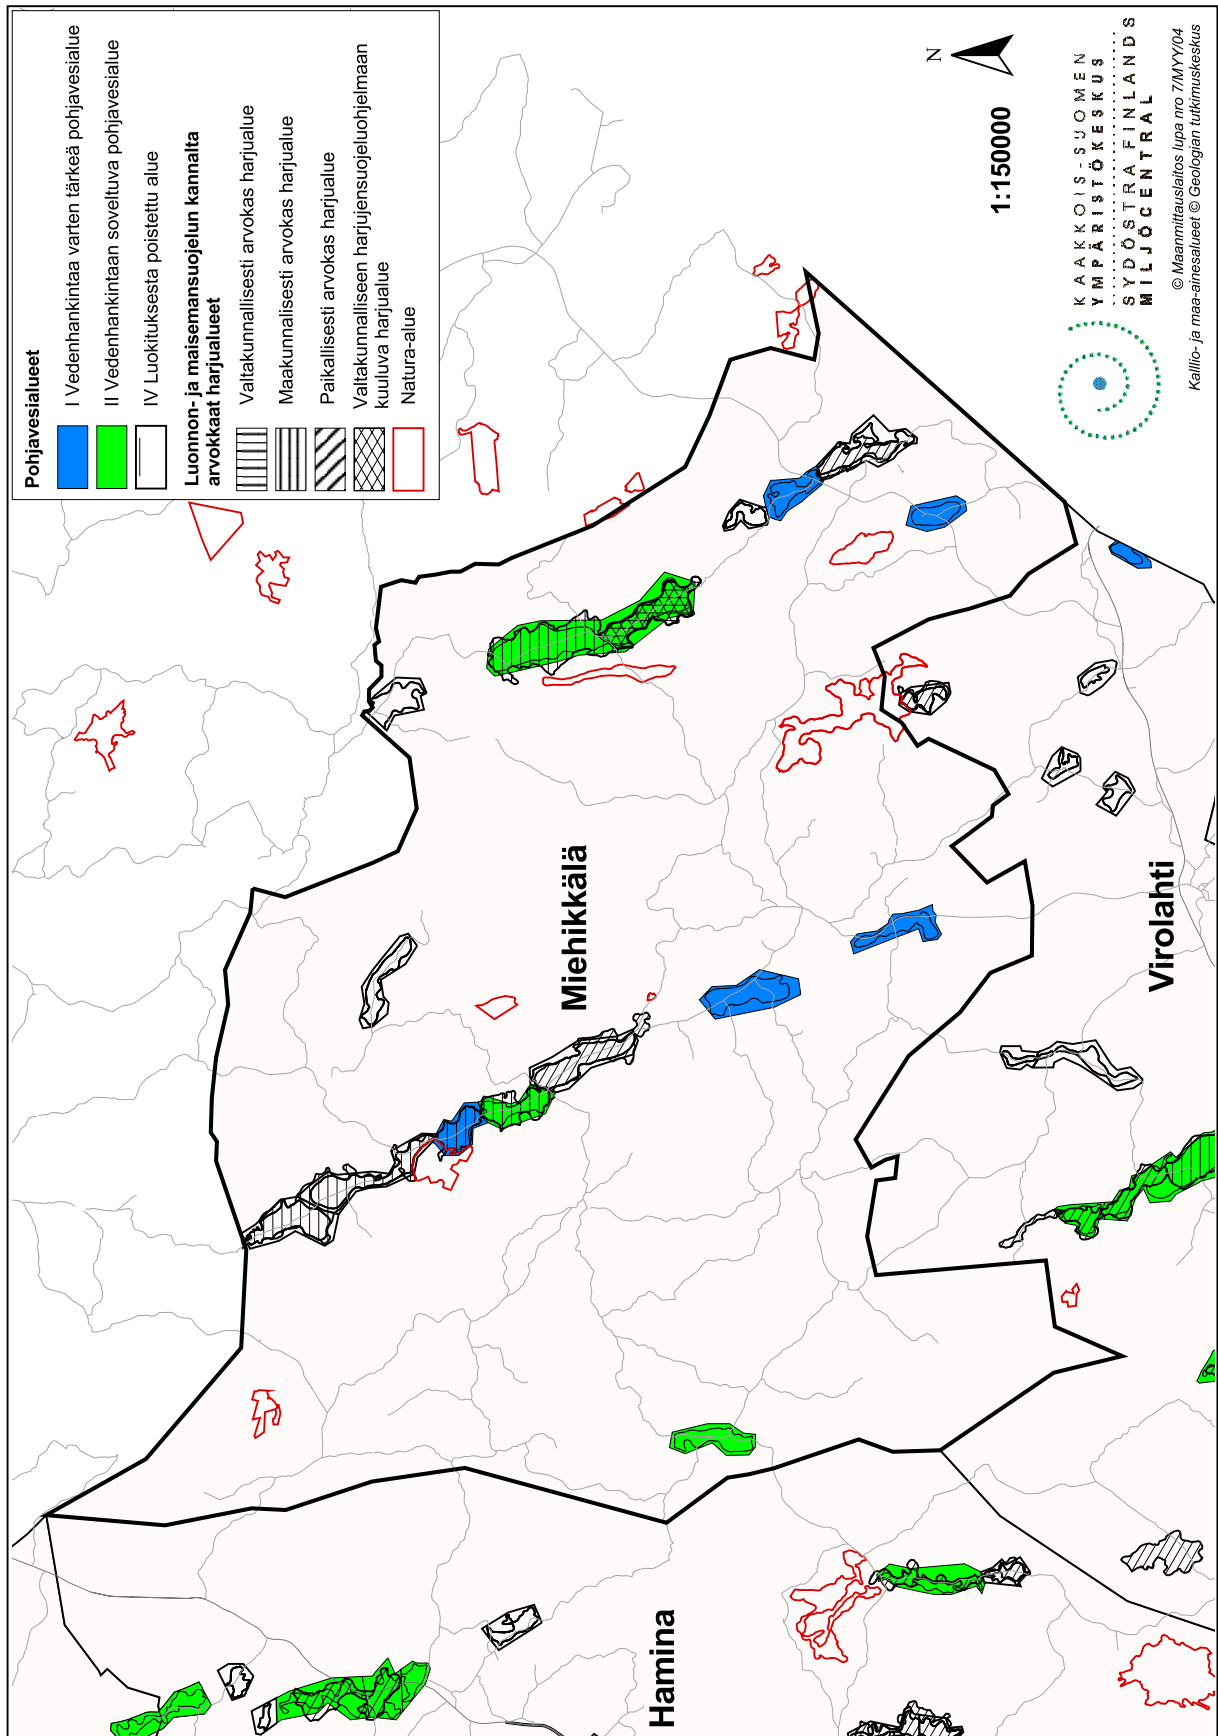 Pohjavesialueet
I Vedenhankintaa varten tärkeä pohjavesialue
II Vedenhankintaan soveltuva pohjavesialue
IV Luokituksesta poistettu alue
Luonnon- ja maisemansuojelun kannalta
arvokkaat harjualueet
Valtakunnallisesti arvokas harjualue
Maakunnalisesti arvokas harjualue
Paikallisesti arvokas harjualue
Valtakunnalliseen harjujensuojeluohjelmaan
kuuluva harjualue
Natura-alue
N
1:150000
KAAKKOIS-SUOMEN
YMPÄRISTÖKESKUS
SYDÖSTRA FINLANDS
MILJÖCENTRAL
© Maanmittauslaitos lupa nro 7/MYY/04
Kalliio- ja maa-ainesalueet © Geologian tutkimuskeskus
Miehikkälä
Virolahti
Hamina